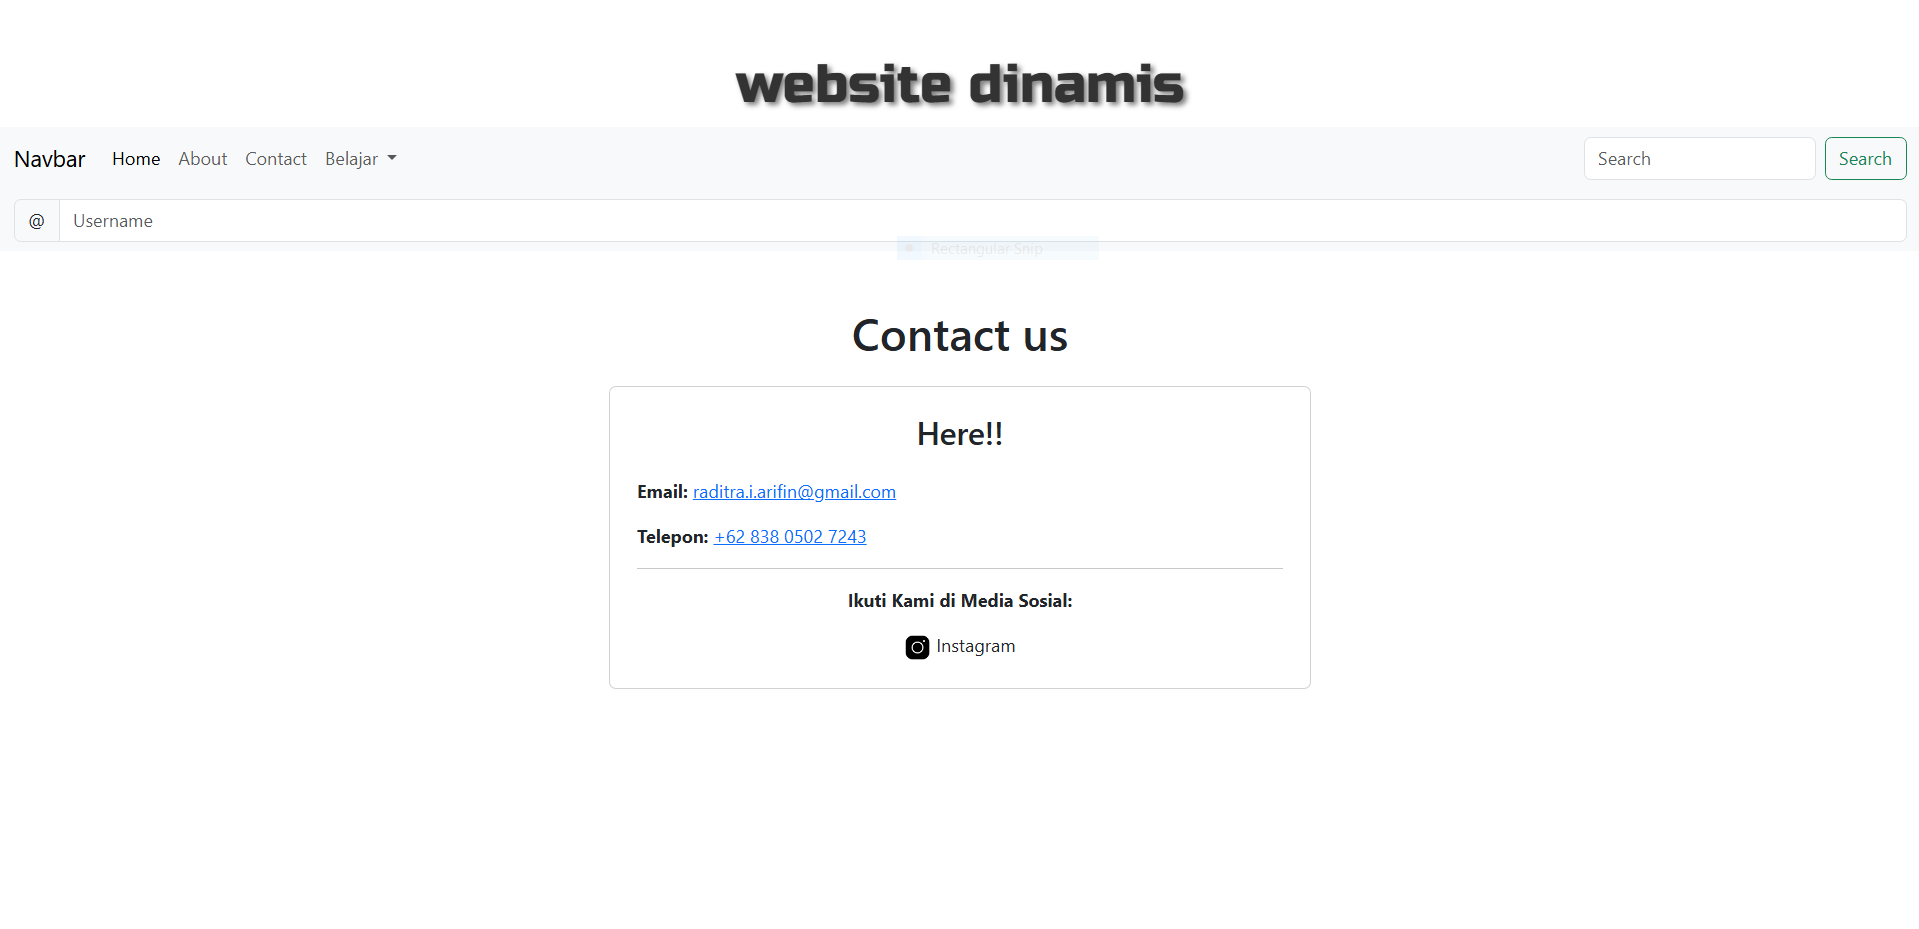 website dinamis
Navbar Home About Contact Belajar Search Search
@ Username
Rectangular Snip
Contact us
Here!!
Email: raditra.i.arifin@gmail.com
Telepon: +62 838 0502 7243
Ikuti Kami di Media Sosial:
Instagram